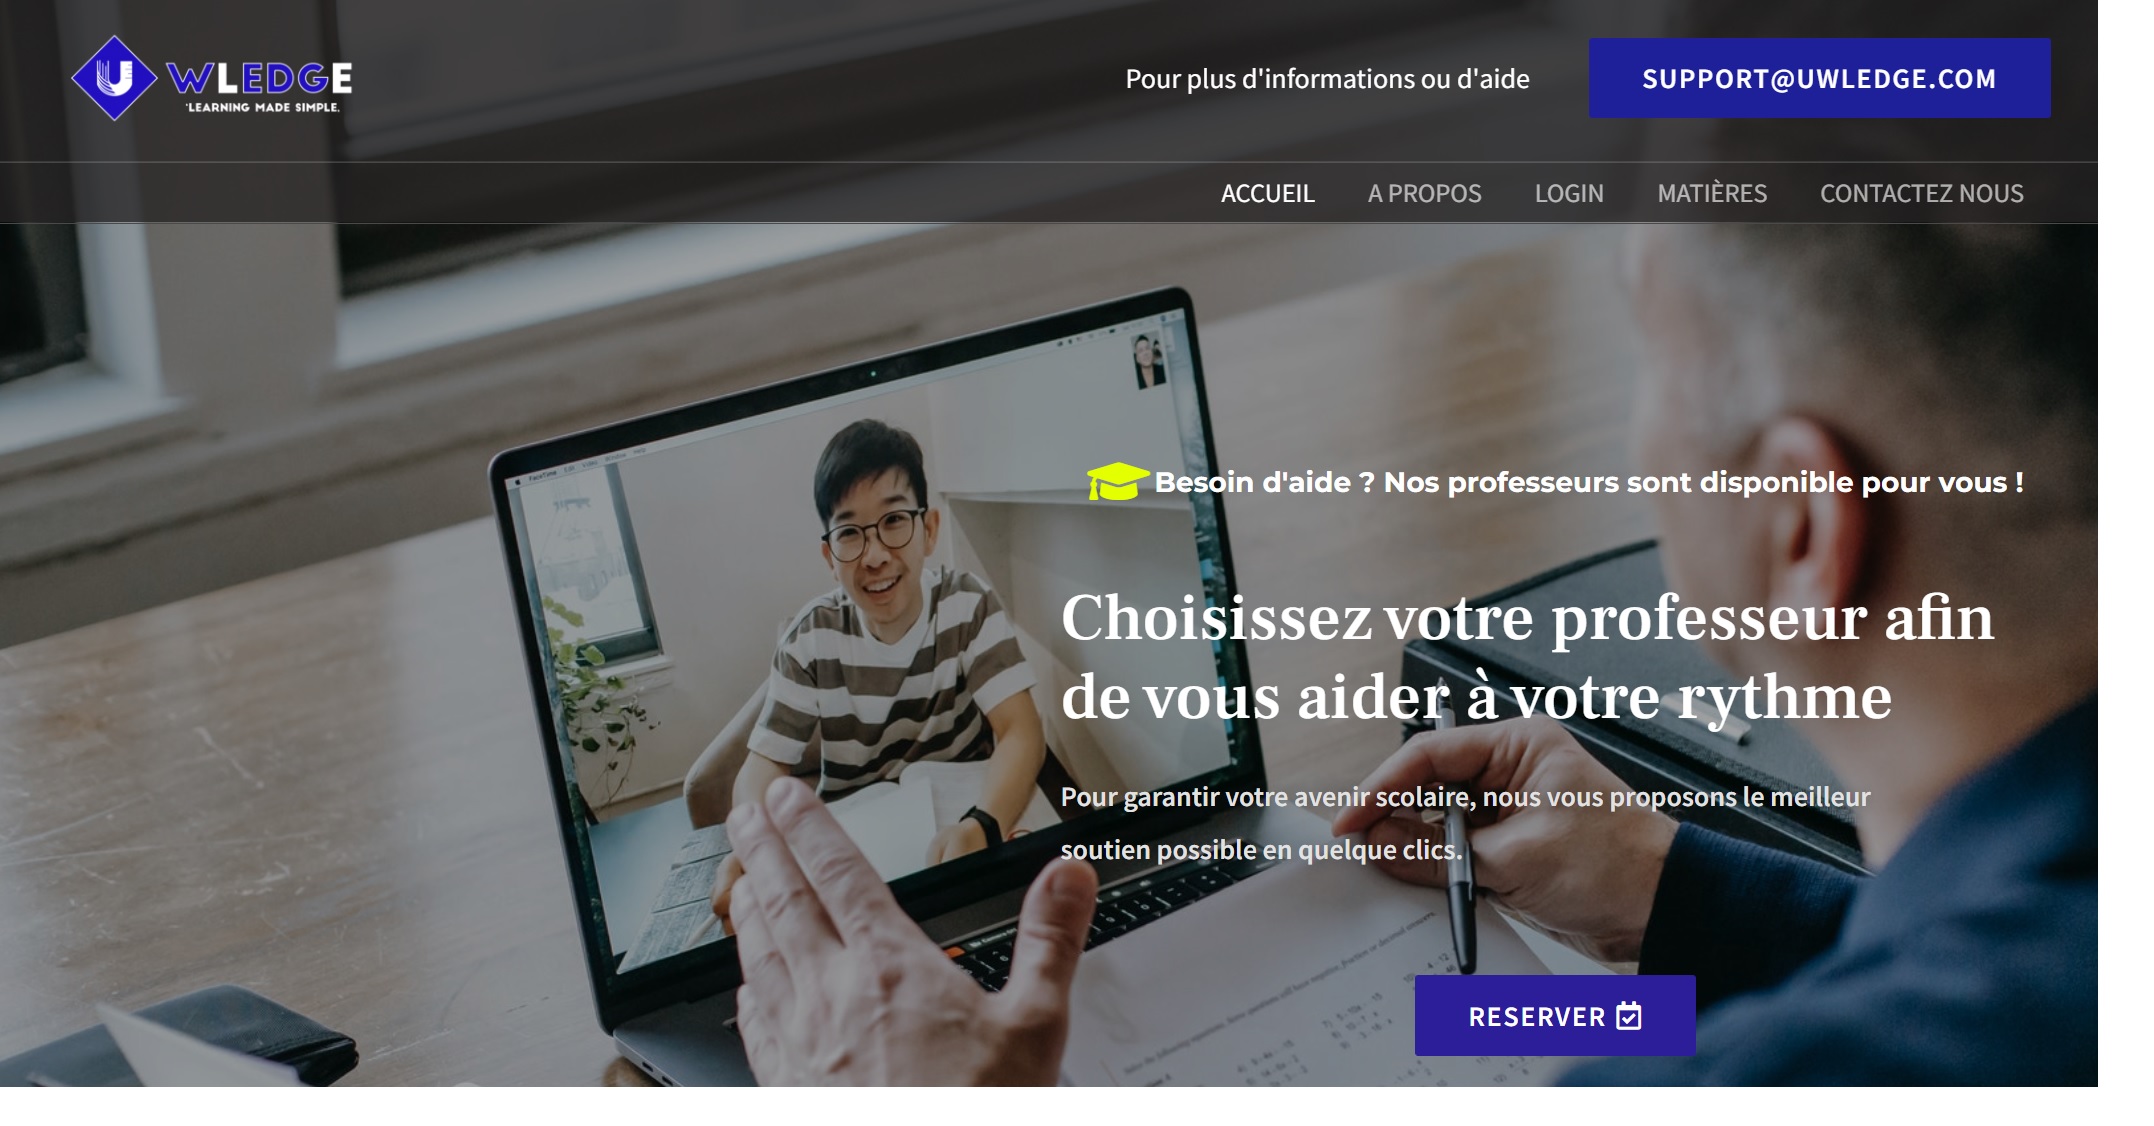 U WLEDGE
'LEARNING MADE SIMPLE.
Pour plus d'informations ou d'aide
SUPPORT@UWLEDGE.COM
ACCUEIL A PROPOS LOGIN MATIÈRES CONTACTEZ NOUS
Besoin d'aide ? Nos professeurs sont disponible pour vous !
Choisissez votre professeur afin
de vous aider à votre rythme
Pour garantir votre avenir scolaire, nous vous proposons le meilleur
soutien possible en quelque clics.
RESERVER